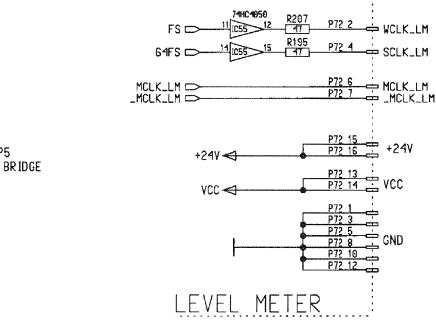 74HC4050
FS 11 IC55 12 R207 47 P72 2 WCLK_LM
64FS 14 IC55 15 R195 47 P72 4 SCLK_LM
MCLK_LM P72 6 MCLK_LM
_MCLK_LM P72 7 _MCLK_LM
P72 15
+24V P72 16 +24V
P5
BRIDGE
P72 13
VCC P72 14 VCC
P72 1
P72 3
P72 5
P72 8 GND
P72 10
P72 12
LEVEL METER